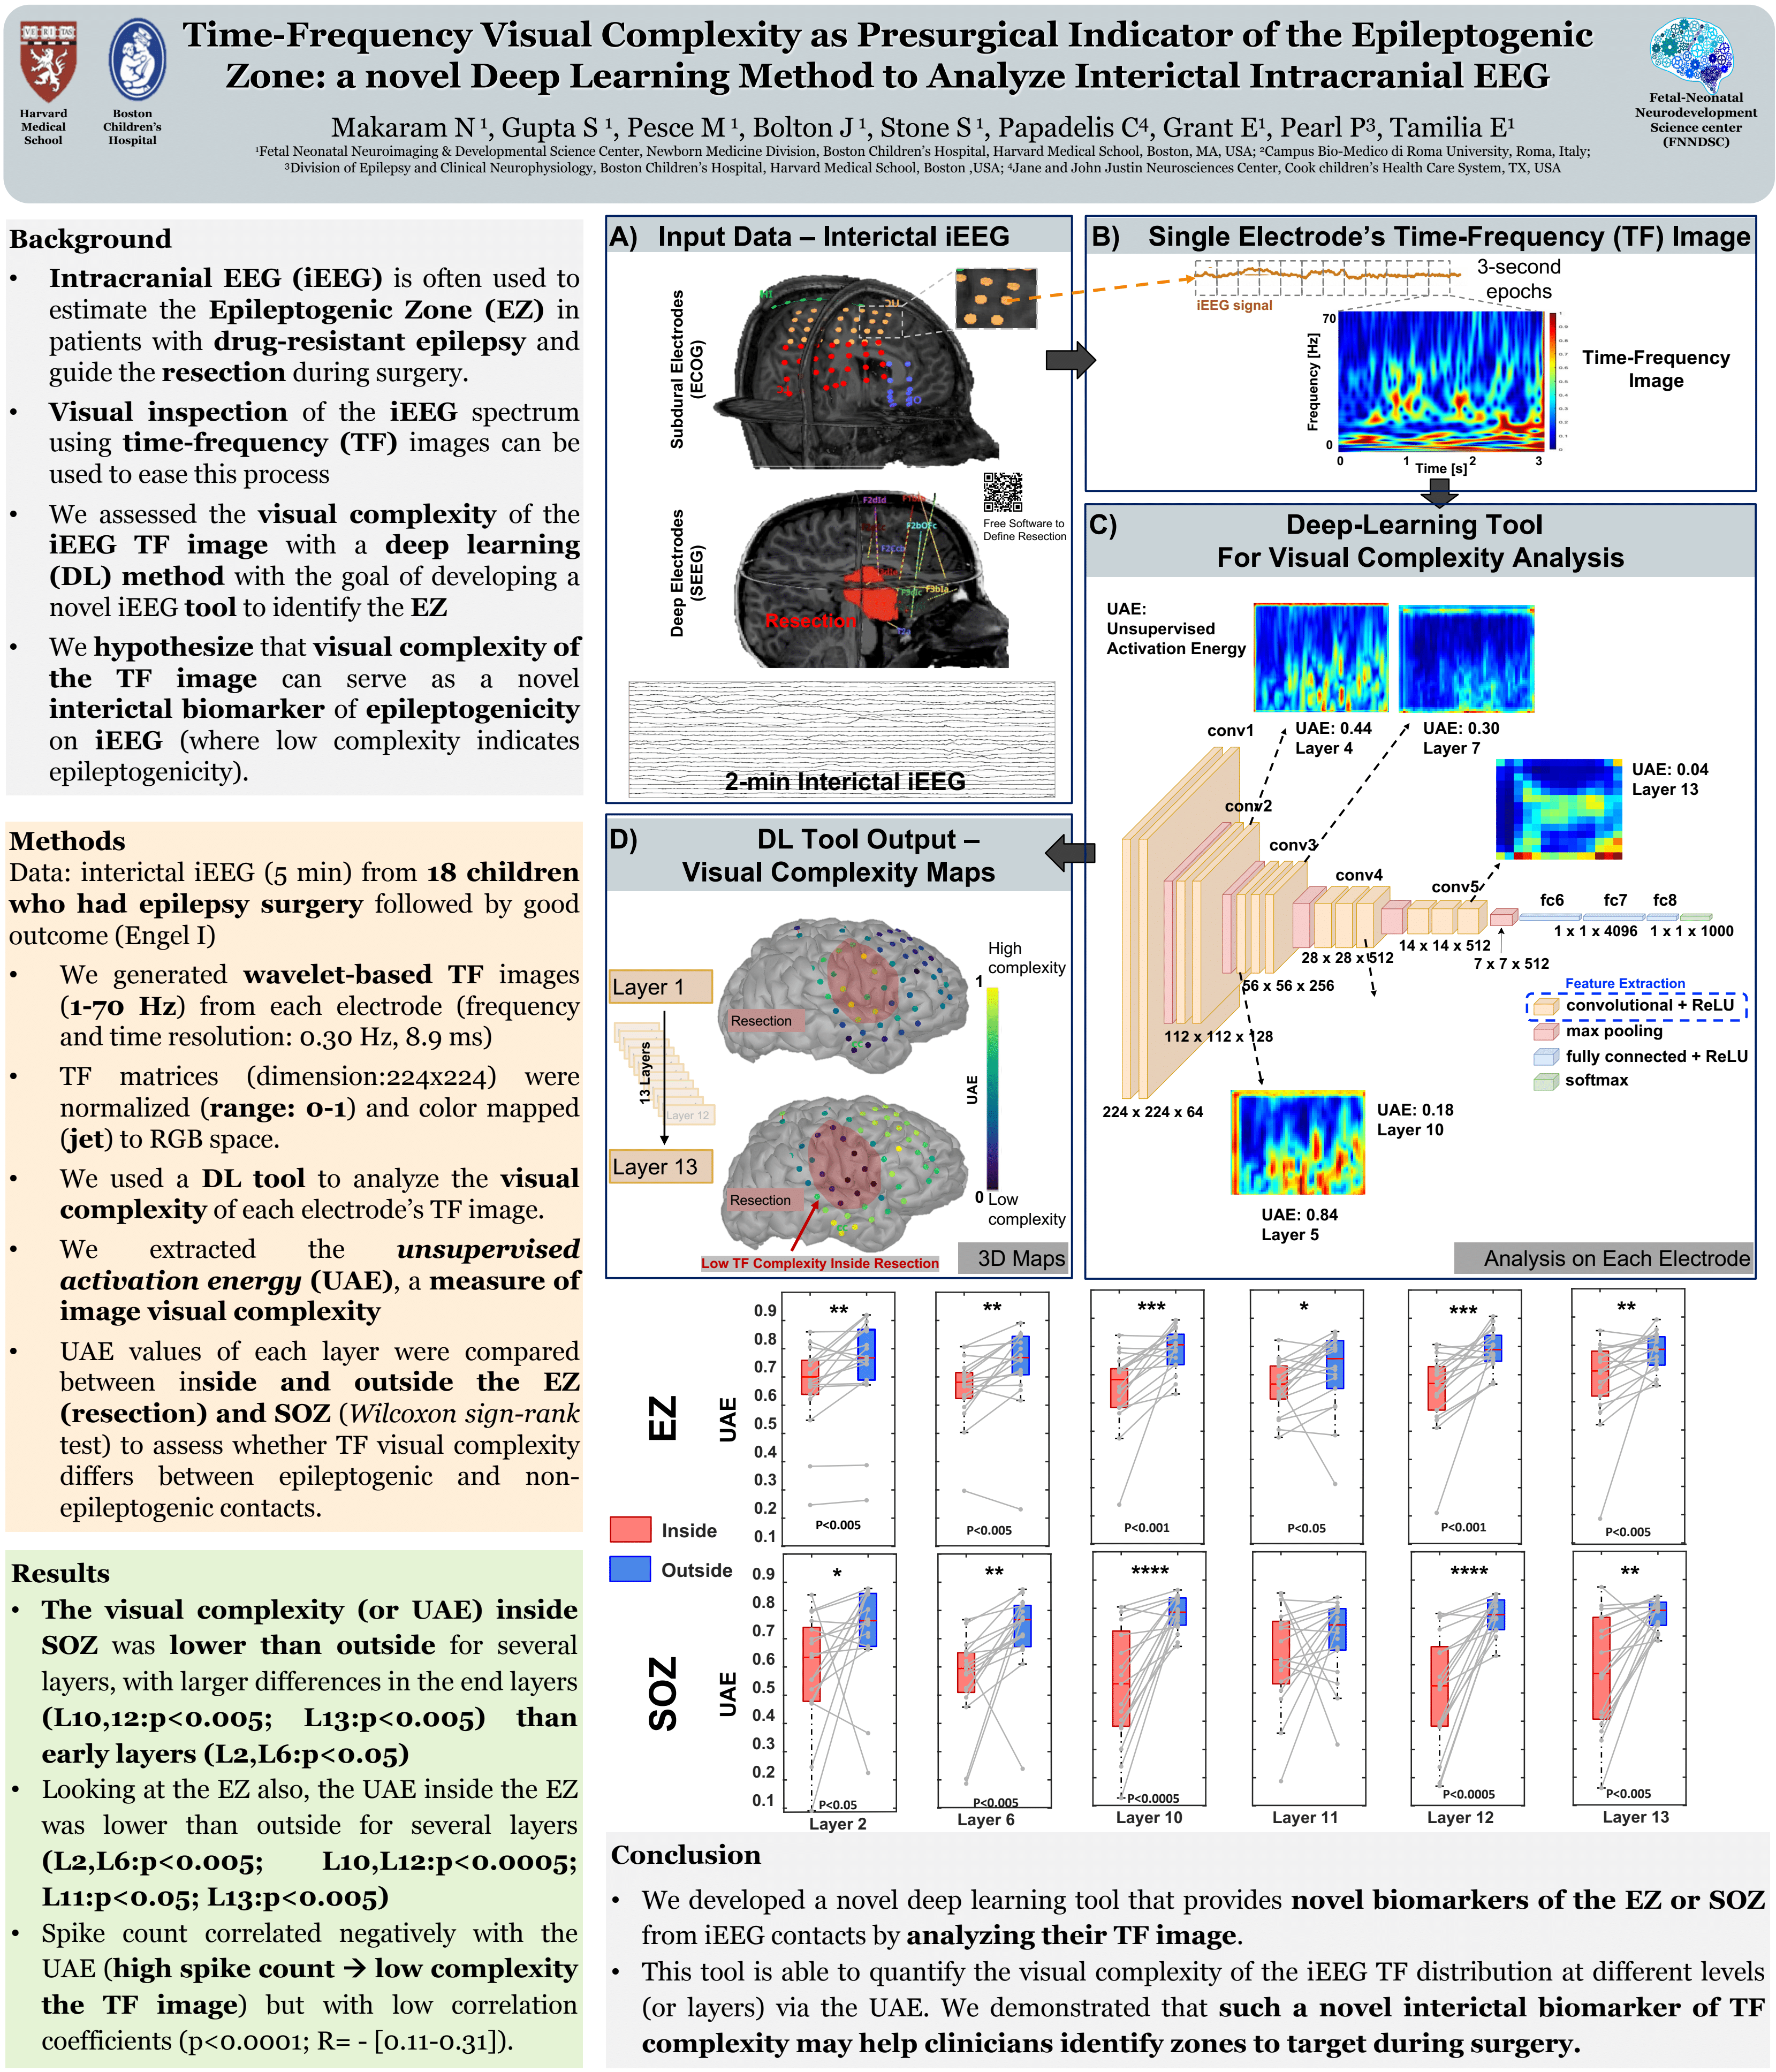 Time-Frequency Visual Complexity as Presurgical Indicator of the Epileptogenic
Zone: a novel Deep Learning Method to Analyze Interictal Intracranial EEG
Harvard
Medical
School
Boston
Children's
Hospital
Makaram N¹, Gupta S¹, Pesce M¹, Bolton J¹, Stone S¹, Papadelis C⁴, Grant E¹, Pearl P³, Tamilia E¹
¹Fetal Neonatal Neuroimaging & Developmental Science Center, Newborn Medicine Division, Boston Children's Hospital, Harvard Medical School, Boston, MA, USA; ²Campus Bio-Medico di Roma University, Roma, Italy;
³Division of Epilepsy and Clinical Neurophysiology, Boston Children's Hospital, Harvard Medical School, Boston ,USA; ⁴Jane and John Justin Neurosciences Center, Cook children's Health Care System, TX, USA
Fetal-Neonatal
Neurodevelopment
Science center
(FNNDSC)
Background
• Intracranial EEG (iEEG) is often used to
estimate the Epileptogenic Zone (EZ) in
patients with drug-resistant epilepsy and
guide the resection during surgery.
• Visual inspection of the iEEG spectrum
using time-frequency (TF) images can be
used to ease this process
• We assessed the visual complexity of the
iEEG TF image with a deep learning
(DL) method with the goal of developing a
novel iEEG tool to identify the EZ
• We hypothesize that visual complexity of
the TF image can serve as a novel
interictal biomarker of epileptogenicity
on iEEG (where low complexity indicates
epileptogenicity).
Methods
Data: interictal iEEG (5 min) from 18 children
who had epilepsy surgery followed by good
outcome (Engel I)
• We generated wavelet-based TF images
(1-70 Hz) from each electrode (frequency
and time resolution: 0.30 Hz, 8.9 ms)
• TF matrices (dimension:224x224) were
normalized (range: 0-1) and color mapped
(jet) to RGB space.
• We used a DL tool to analyze the visual
complexity of each electrode's TF image.
• We extracted the unsupervised
activation energy (UAE), a measure of
image visual complexity
• UAE values of each layer were compared
between inside and outside the EZ
(resection) and SOZ (Wilcoxon sign-rank
test) to assess whether TF visual complexity
differs between epileptogenic and non-
epileptogenic contacts.
Results
• The visual complexity (or UAE) inside
SOZ was lower than outside for several
layers, with larger differences in the end layers
(L10,12:p<0.005; L13:p<0.005) than
early layers (L2,L6:p<0.05)
• Looking at the EZ also, the UAE inside the EZ
was lower than outside for several layers
(L2,L6:p<0.005; L10,L12:p<0.0005;
L11:p<0.05; L13:p<0.005)
• Spike count correlated negatively with the
UAE (high spike count → low complexity
the TF image) but with low correlation
coefficients (p<0.0001; R= - [0.11-0.31]).
A) Input Data – Interictal iEEG
Subdural Electrodes
(ECOG)
Free Software to
Define Resection
Deep Electrodes
(SEEG)
F2dId
F2bOFc
F3bIa
Resection
2-min Interictal iEEG
B) Single Electrode's Time-Frequency (TF) Image
3-second
epochs
iEEG signal
70
Frequency [Hz]
0
0 1 2 3
Time [s]
Time-Frequency
Image
C) Deep-Learning Tool
For Visual Complexity Analysis
UAE:
Unsupervised
Activation Energy
UAE: 0.44
Layer 4
UAE: 0.30
Layer 7
UAE: 0.04
Layer 13
conv1
conv2
conv3
conv4
conv5
fc6 fc7 fc8
1 x 1 x 4096 1 x 1 x 1000
14 x 14 x 512
7 x 7 x 512
28 x 28 x 512
56 x 56 x 256
112 x 112 x 128
224 x 224 x 64
Feature Extraction
convolutional + ReLU
max pooling
fully connected + ReLU
softmax
UAE: 0.18
Layer 10
UAE: 0.84
Layer 5
Analysis on Each Electrode
D) DL Tool Output –
Visual Complexity Maps
Layer 1
13 Layers
Layer 12
Layer 13
Resection
Resection
High
complexity
1
UAE
0 Low
complexity
Low TF Complexity Inside Resection
3D Maps
EZ
UAE
0.9
0.8
0.7
0.6
0.5
0.4
0.3
0.2
0.1
** ** *** * *** **
P<0.005 P<0.005 P<0.001 P<0.05 P<0.001 P<0.005
Inside
Outside
SOZ
UAE
0.9
0.8
0.7
0.6
0.5
0.4
0.3
0.2
0.1
* ** **** **** **
P<0.05 P<0.005 P<0.0005 P<0.0005 P<0.005
Layer 2 Layer 6 Layer 10 Layer 11 Layer 12 Layer 13
Conclusion
• We developed a novel deep learning tool that provides novel biomarkers of the EZ or SOZ
from iEEG contacts by analyzing their TF image.
• This tool is able to quantify the visual complexity of the iEEG TF distribution at different levels
(or layers) via the UAE. We demonstrated that such a novel interictal biomarker of TF
complexity may help clinicians identify zones to target during surgery.